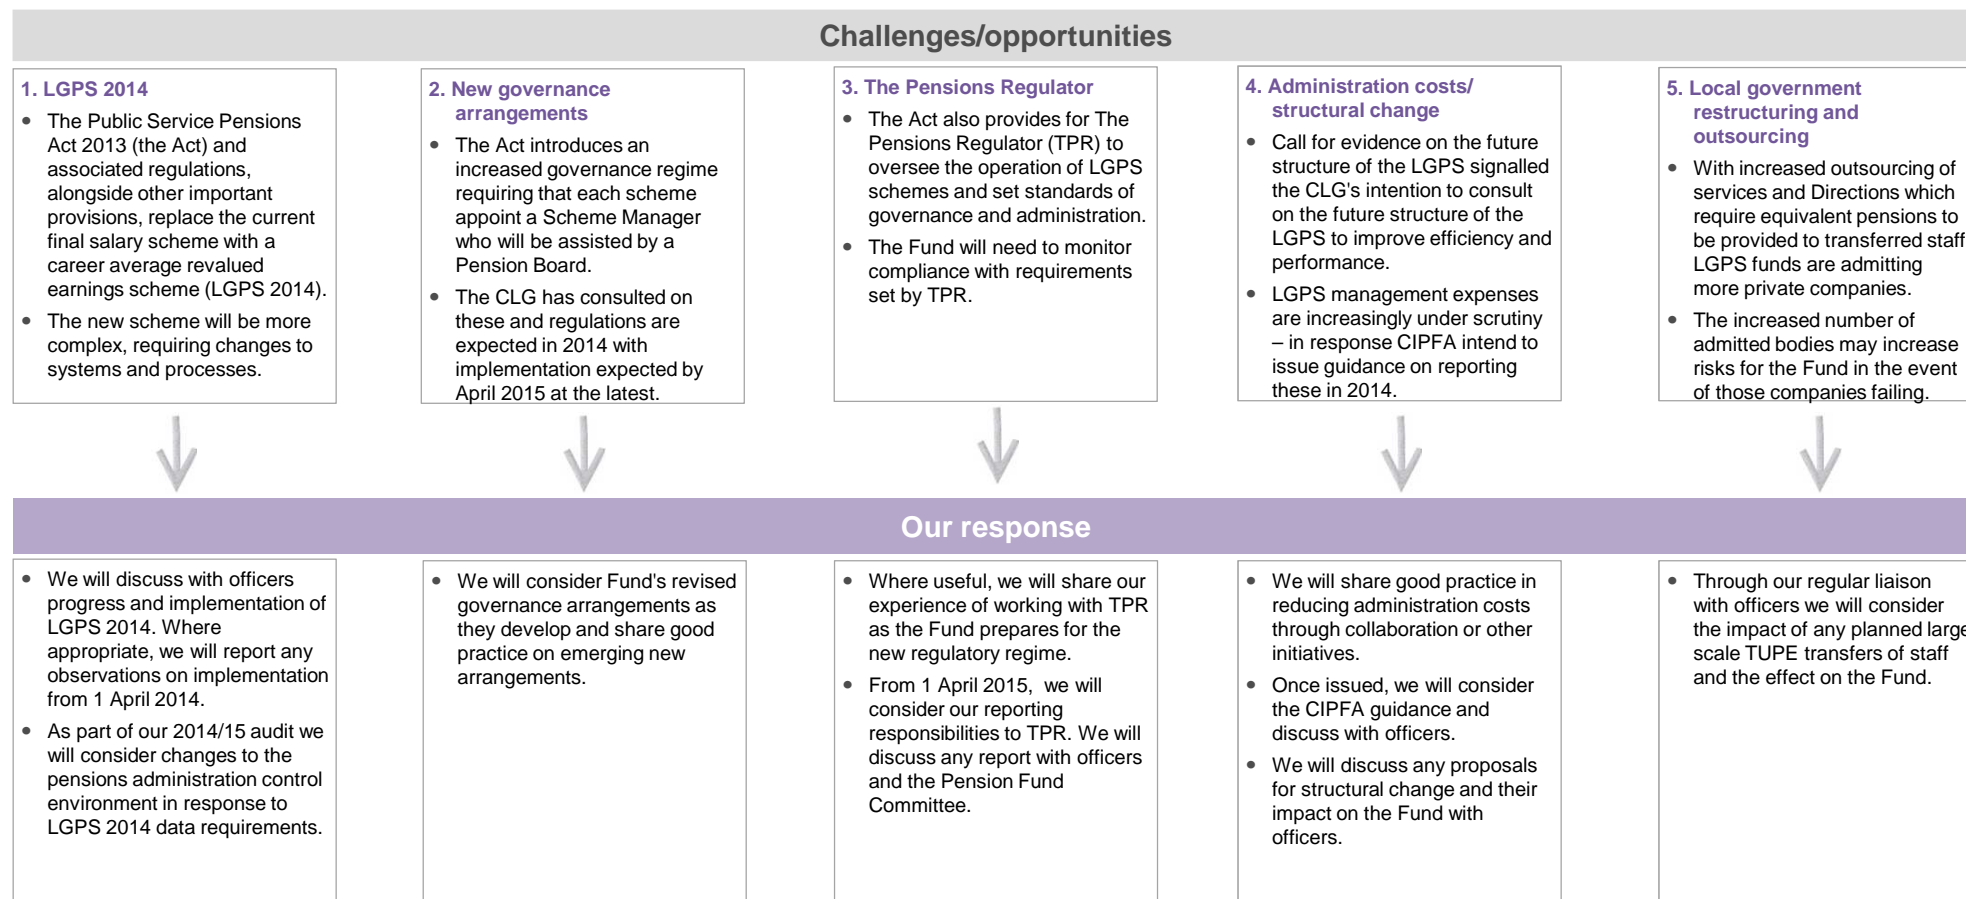 Challenges/opportunities
1. LGPS 2014
• The Public Service Pensions
Act 2013 (the Act) and
associated regulations,
alongside other important
provisions, replace the current
final salary scheme with a
career average revalued
earnings scheme (LGPS 2014).
• The new scheme will be more
complex, requiring changes to
systems and processes.
2. New governance
arrangements
• The Act introduces an
increased governance regime
requiring that each scheme
appoint a Scheme Manager
who will be assisted by a
Pension Board.
• The CLG has consulted on
these and regulations are
expected in 2014 with
implementation expected by
April 2015 at the latest.
3. The Pensions Regulator
• The Act also provides for The
Pensions Regulator (TPR) to
oversee the operation of LGPS
schemes and set standards of
governance and administration.
• The Fund will need to monitor
compliance with requirements
set by TPR.
4. Administration costs/
structural change
• Call for evidence on the future
structure of the LGPS signalled
the CLG's intention to consult
on the future structure of the
LGPS to improve efficiency and
performance.
• LGPS management expenses
are increasingly under scrutiny
– in response CIPFA intend to
issue guidance on reporting
these in 2014.
5. Local government
restructuring and
outsourcing
• With increased outsourcing of
services and Directions which
require equivalent pensions to
be provided to transferred staff
LGPS funds are admitting
more private companies.
• The increased number of
admitted bodies may increase
risks for the Fund in the event
of those companies failing.
Our response
• We will discuss with officers
progress and implementation of
LGPS 2014. Where
appropriate, we will report any
observations on implementation
from 1 April 2014.
• As part of our 2014/15 audit we
will consider changes to the
pensions administration control
environment in response to
LGPS 2014 data requirements.
• We will consider Fund's revised
governance arrangements as
they develop and share good
practice on emerging new
arrangements.
• Where useful, we will share our
experience of working with TPR
as the Fund prepares for the
new regulatory regime.
• From 1 April 2015, we will
consider our reporting
responsibilities to TPR. We will
discuss any report with officers
and the Pension Fund
Committee.
• We will share good practice in
reducing administration costs
through collaboration or other
initiatives.
• Once issued, we will consider
the CIPFA guidance and
discuss with officers.
• We will discuss any proposals
for structural change and their
impact on the Fund with
officers.
• Through our regular liaison
with officers we will consider
the impact of any planned large
scale TUPE transfers of staff
and the effect on the Fund.